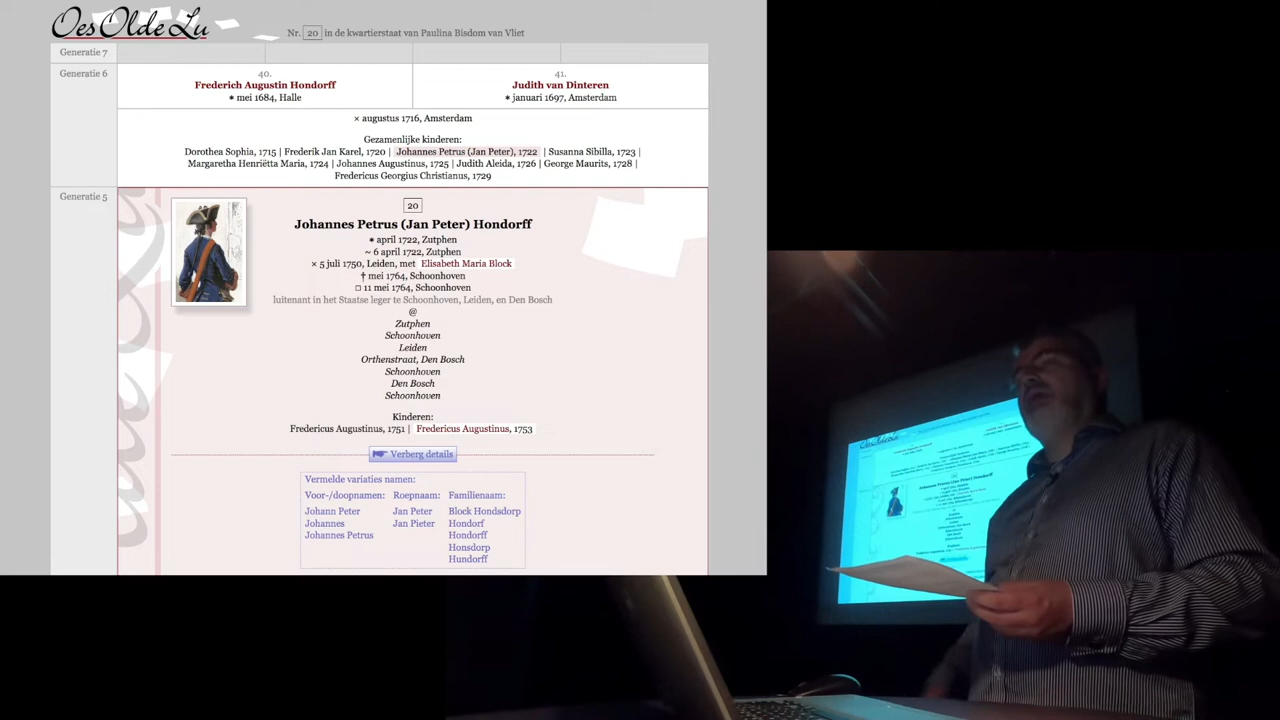 OesOldeLu
Nr. 20 in de kwartierstaat van Paulina Bisdom van Vliet
Generatie 7
Generatie 6
40.
Frederich Augustin Hondorff
✶ mei 1684, Halle
41.
Judith van Dinteren
✶ januari 1697, Amsterdam
× augustus 1716, Amsterdam
Gezamenlijke kinderen:
Dorothea Sophia, 1715 | Frederik Jan Karel, 1720 | Johannes Petrus (Jan Peter), 1722 | Susanna Sibilla, 1723 |
Margaretha Henriëtta Maria, 1724 | Johannes Augustinus, 1725 | Judith Aleida, 1726 | George Maurits, 1728 |
Fredericus Georgius Christianus, 1729
Generatie 5
20
Johannes Petrus (Jan Peter) Hondorff
✶ april 1722, Zutphen
~ 6 april 1722, Zutphen
× 5 juli 1750, Leiden, met Elisabeth Maria Block
† mei 1764, Schoonhoven
□ 11 mei 1764, Schoonhoven
luitenant in het Staatse leger te Schoonhoven, Leiden, en Den Bosch
@
Zutphen
Schoonhoven
Leiden
Orthenstraat, Den Bosch
Schoonhoven
Den Bosch
Schoonhoven
Kinderen:
Fredericus Augustinus, 1751 | Fredericus Augustinus, 1753
Verberg details
Vermelde variaties namen:
Voor-/doopnamen: Roepnaam: Familienaam:
Johann Peter Jan Peter Block Hondsdorp
Johannes Jan Pieter Hondorf
Johannes Petrus Hondorff
Honsdorp
Hundorff